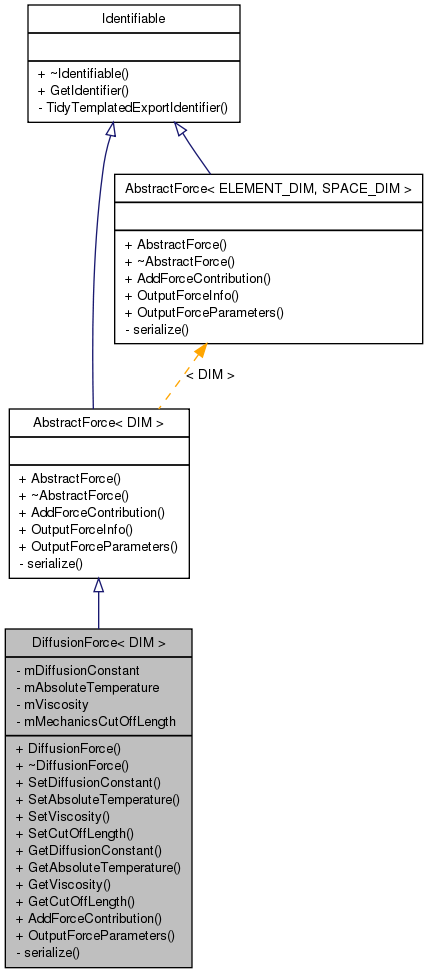 Identifiable
+ ~Identifiable()
+ GetIdentifier()
- TidyTemplatedExportIdentifier()
AbstractForce< ELEMENT_DIM, SPACE_DIM >
+ AbstractForce()
+ ~AbstractForce()
+ AddForceContribution()
+ OutputForceInfo()
+ OutputForceParameters()
- serialize()
< DIM >
AbstractForce< DIM >
+ AbstractForce()
+ ~AbstractForce()
+ AddForceContribution()
+ OutputForceInfo()
+ OutputForceParameters()
- serialize()
DiffusionForce< DIM >
- mDiffusionConstant
- mAbsoluteTemperature
- mViscosity
- mMechanicsCutOffLength
+ DiffusionForce()
+ ~DiffusionForce()
+ SetDiffusionConstant()
+ SetAbsoluteTemperature()
+ SetViscosity()
+ SetCutOffLength()
+ GetDiffusionConstant()
+ GetAbsoluteTemperature()
+ GetViscosity()
+ GetCutOffLength()
+ AddForceContribution()
+ OutputForceParameters()
- serialize()